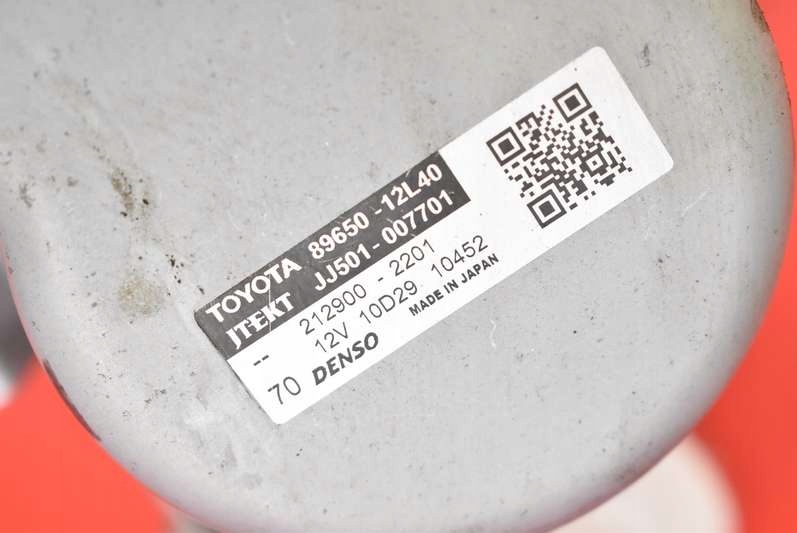 TOYOTA 89650-12L40
JTEKT JJ501-007701
-- 212900-2201
12V 10D29 10452
70 DENSO MADE IN JAPAN